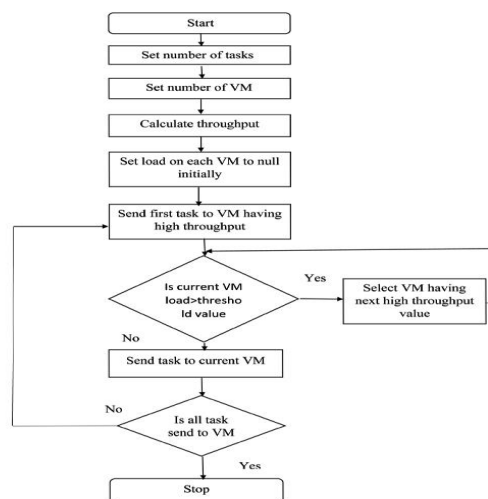 Start
Set number of tasks
Set number of VM
Calculate throughput
Set load on each VM to null
initially
Send first task to VM having
high throughput
Is current VM
load>thresho
ld value
Yes
Select VM having
next high throughput
value
No
Send task to current VM
No
Is all task
send to VM
Yes
Stop